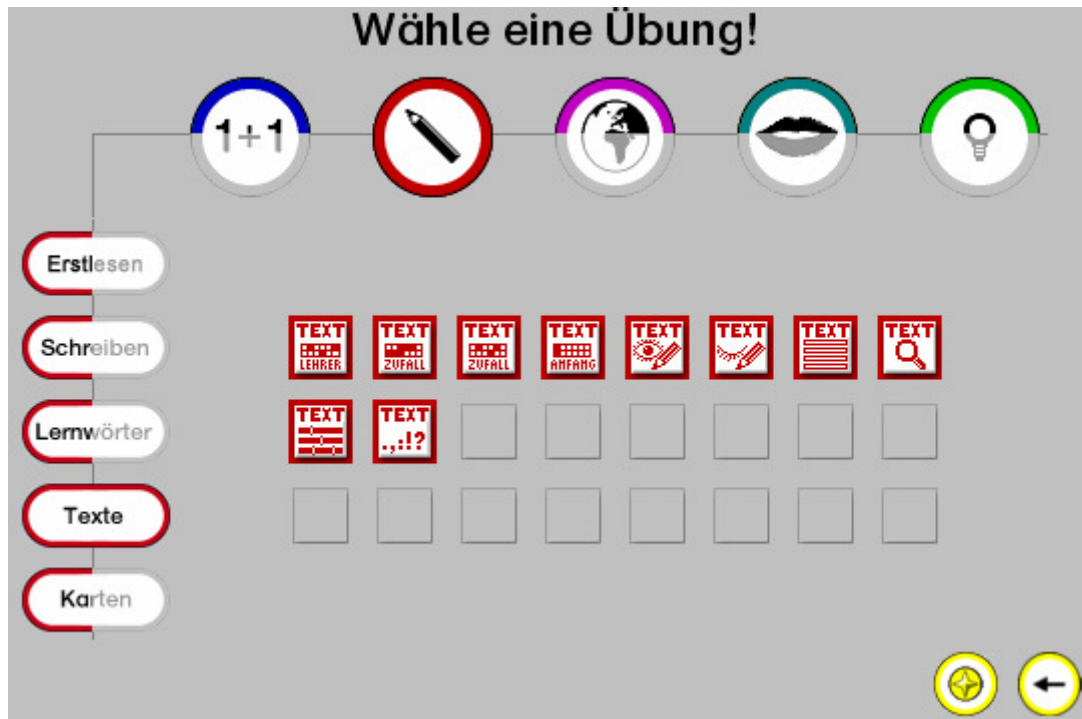 Wähle eine Übung!
1+1
Erstlesen
Schreiben
TEXT TEXT TEXT TEXT TEXT TEXT TEXT TEXT
LEHRER ZUFALL ZUFALL ANFANG
Lernwörter
TEXT TEXT
.,:!?
Texte
Karten